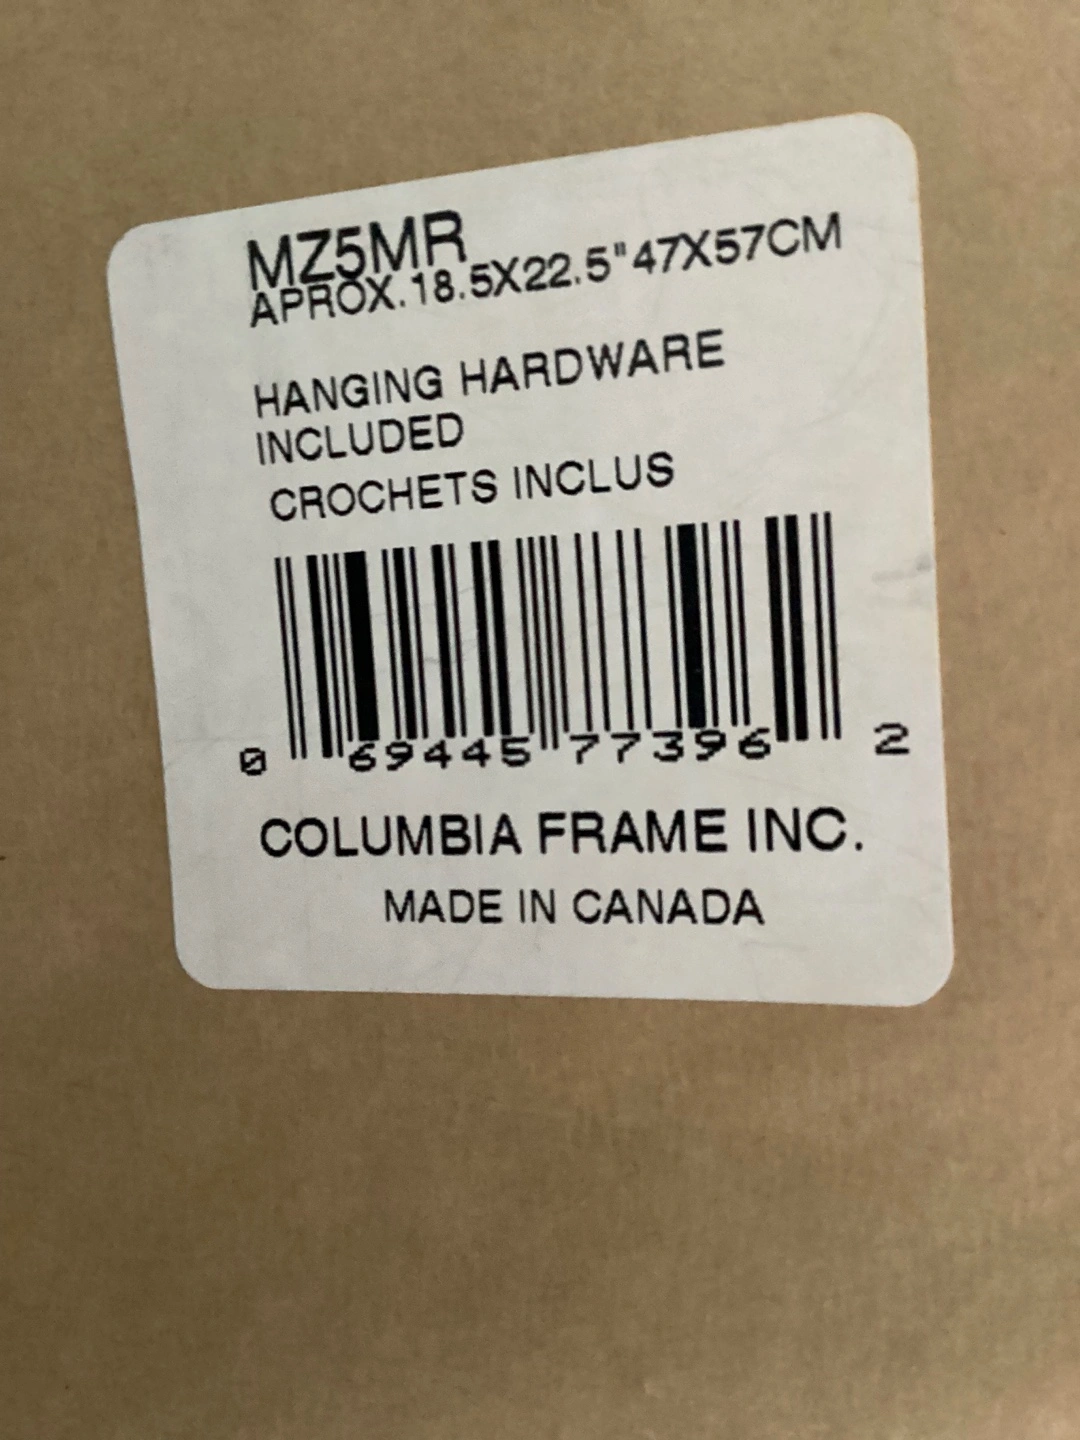 MZ5MR
APROX.18.5X22.5"47X57CM
HANGING HARDWARE
INCLUDED
CROCHETS INCLUS
0 69445 77396 2
COLUMBIA FRAME INC.
MADE IN CANADA